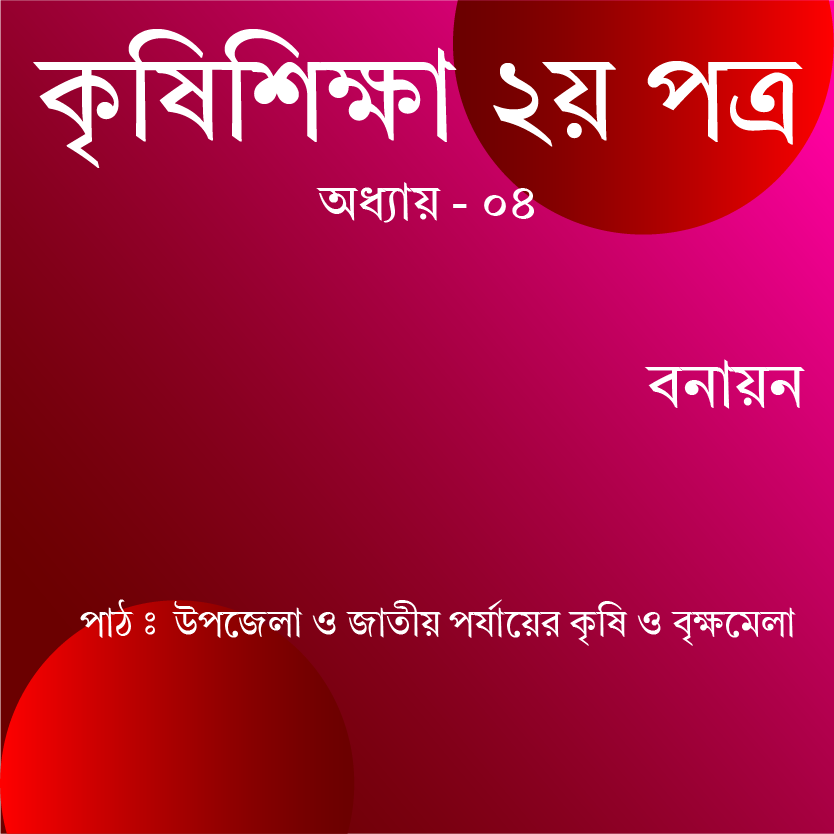 কৃষিশিক্ষা ২য় পত্র
অধ্যায় - ০৪
বনায়ন
পাঠ ঃ উপজেলা ও জাতীয় পর্যায়ের কৃষি ও বৃক্ষমেলা